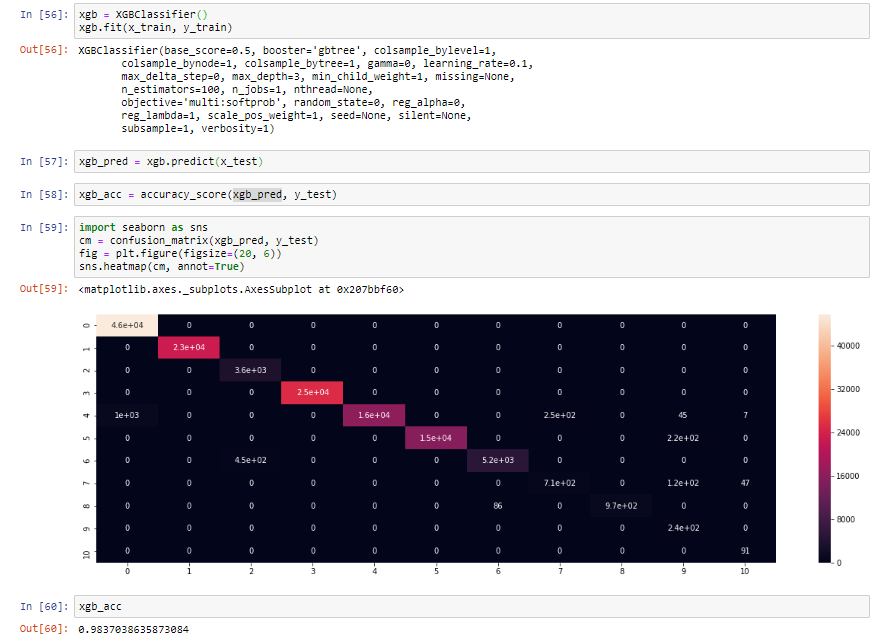 In [56]: xgb = XGBClassifier()
xgb.fit(x_train, y_train)
Out[56]: XGBClassifier(base_score=0.5, booster='gbtree', colsample_bylevel=1,
colsample_bynode=1, colsample_bytree=1, gamma=0, learning_rate=0.1,
max_delta_step=0, max_depth=3, min_child_weight=1, missing=None,
n_estimators=100, n_jobs=1, nthread=None,
objective='multi:softprob', random_state=0, reg_alpha=0,
reg_lambda=1, scale_pos_weight=1, seed=None, silent=None,
subsample=1, verbosity=1)
In [57]: xgb_pred = xgb.predict(x_test)
In [58]: xgb_acc = accuracy_score(xgb_pred, y_test)
In [59]: import seaborn as sns
cm = confusion_matrix(xgb_pred, y_test)
fig = plt.figure(figsize=(20, 6))
sns.heatmap(cm, annot=True)
Out[59]: <matplotlib.axes._subplots.AxesSubplot at 0x207bbf60>
0 4.6e+04 0 0 0 0 0 0 0 0 0 0
1 0 2.3e+04 0 0 0 0 0 0 0 0 0
2 0 0 3.6e+03 0 0 0 0 0 0 0 0
3 0 0 0 2.5e+04 0 0 0 0 0 0 0
4 1e+03 0 0 0 1.6e+04 0 0 2.5e+02 0 45 7
5 0 0 0 0 0 1.5e+04 0 0 0 2.2e+02 0
6 0 0 4.5e+02 0 0 0 5.2e+03 0 0 0 0
7 0 0 0 0 0 0 0 7.1e+02 0 1.2e+02 47
8 0 0 0 0 0 0 86 0 9.7e+02 0 0
9 0 0 0 0 0 0 0 0 0 2.4e+02 0
10 0 0 0 0 0 0 0 0 0 0 91
0 1 2 3 4 5 6 7 8 9 10
40000
32000
24000
16000
8000
0
In [60]: xgb_acc
Out[60]: 0.9837038635873084